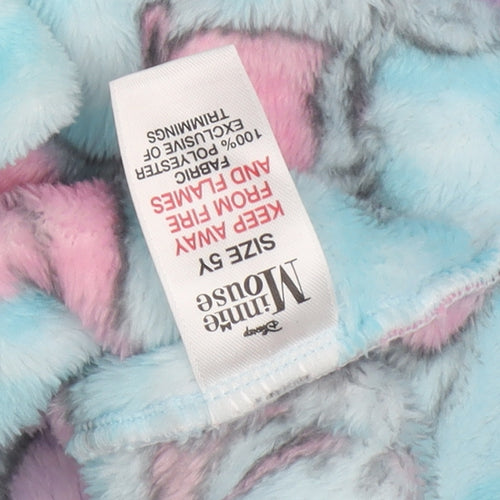 Disney
Minnie
Mouse
SIZE 5Y
KEEP AWAY
FROM FIRE
AND FLAMES
FABRIC
100% POLYESTER
EXCLUSIVE OF
TRIMMINGS